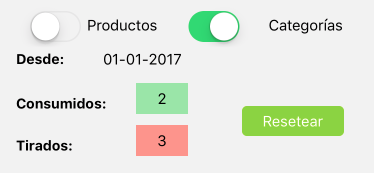 Productos Categorías
Desde: 01-01-2017
Consumidos: 2
Resetear
Tirados: 3